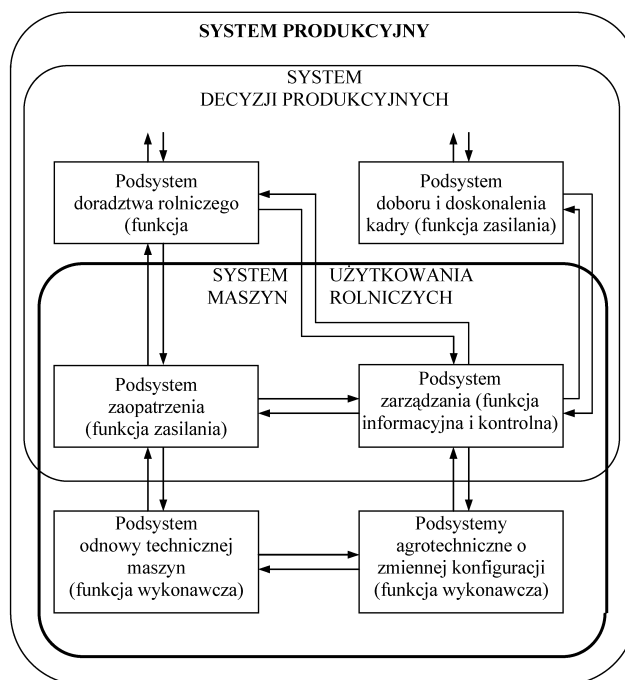 SYSTEM PRODUKCYJNY
SYSTEM
DECYZJI PRODUKCYJNYCH
Podsystem
doradztwa rolniczego
(funkcja
Podsystem
doboru i doskonalenia
kadry (funkcja zasilania)
SYSTEM UŻYTKOWANIA
MASZYN ROLNICZYCH
Podsystem
zaopatrzenia
(funkcja zasilania)
Podsystem
zarządzania (funkcja
informacyjna i kontrolna)
Podsystem
odnowy technicznej
maszyn
(funkcja wykonawcza)
Podsystemy
agrotechniczne o
zmiennej konfiguracji
(funkcja wykonawcza)